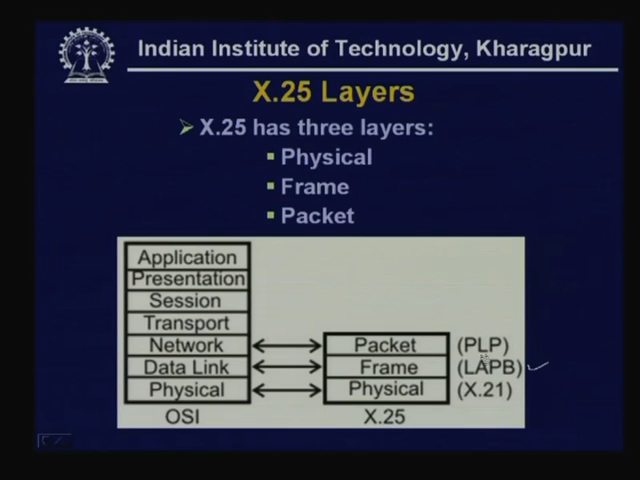 Indian Institute of Technology, Kharagpur
X.25 Layers
X.25 has three layers:
Physical
Frame
Packet
Application
Presentation
Session
Transport
Network
Data Link
Physical
OSI
Packet (PLP)
Frame (LAPB)
Physical (X.21)
X.25